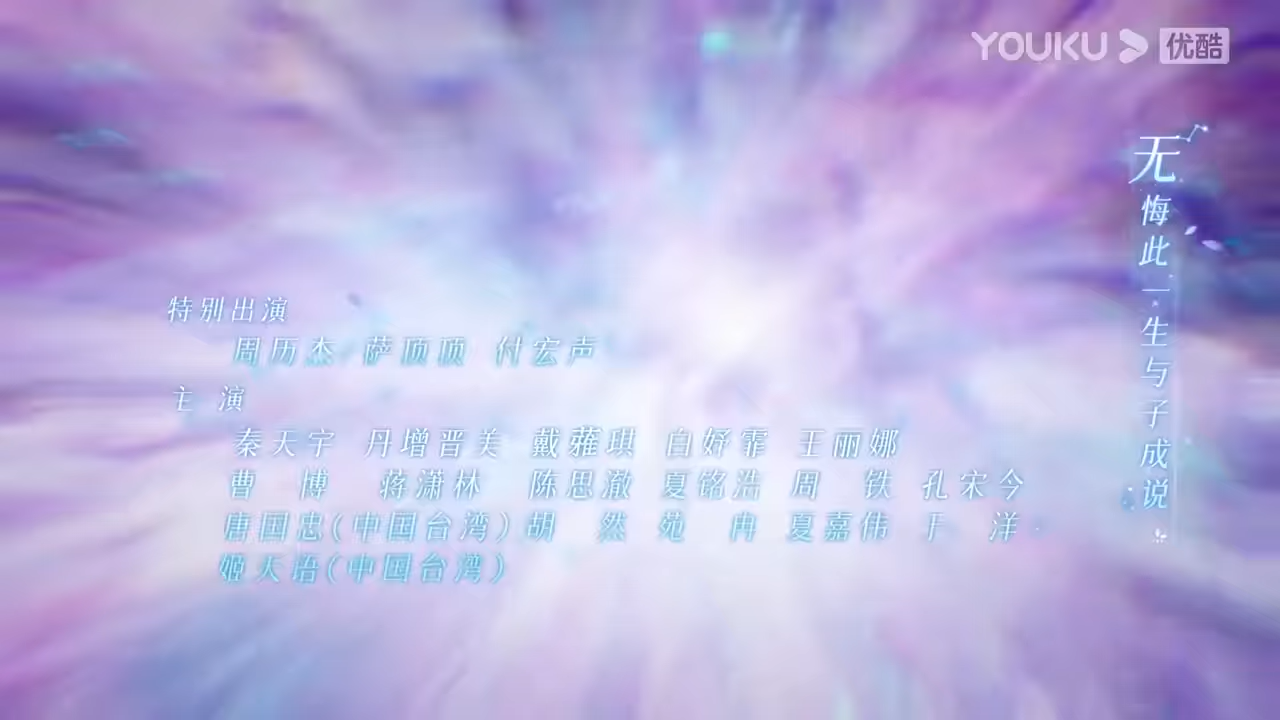 YOUKU 优酷
特别出演
周历杰 萨顶顶 付宏声
主 演
秦天宇 丹增晋美 戴蕥琪 白妤霏 王丽娜
曹 博 蒋潇林 陈思澈 夏铭浩 周 铁 孔宋今
唐国忠(中国台湾) 胡 然 苑 冉 夏嘉伟 于 洋
姬天语(中国台湾)
无悔此一生与子成说